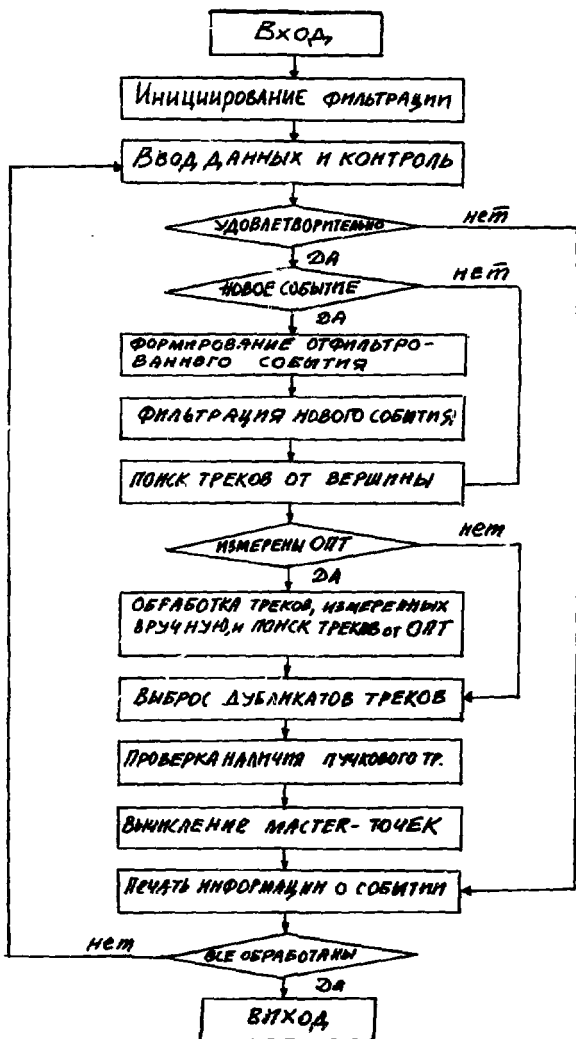 Вход
Инициирование фильтрации
Ввод данных и контроль
нет
удовлетворительно
да
нет
новое событие
да
формирование отфильтро-
ванного события
фильтрация нового события
поиск треков от вершины
нет
измерены ОПТ
да
обработка треков, измеренных
вручную, и поиск треков от ОПТ
выброс дубликатов треков
проверка наличия пучкового тр.
вычисление master-точек
печать информации о событии
нет
все обработаны
да
выход